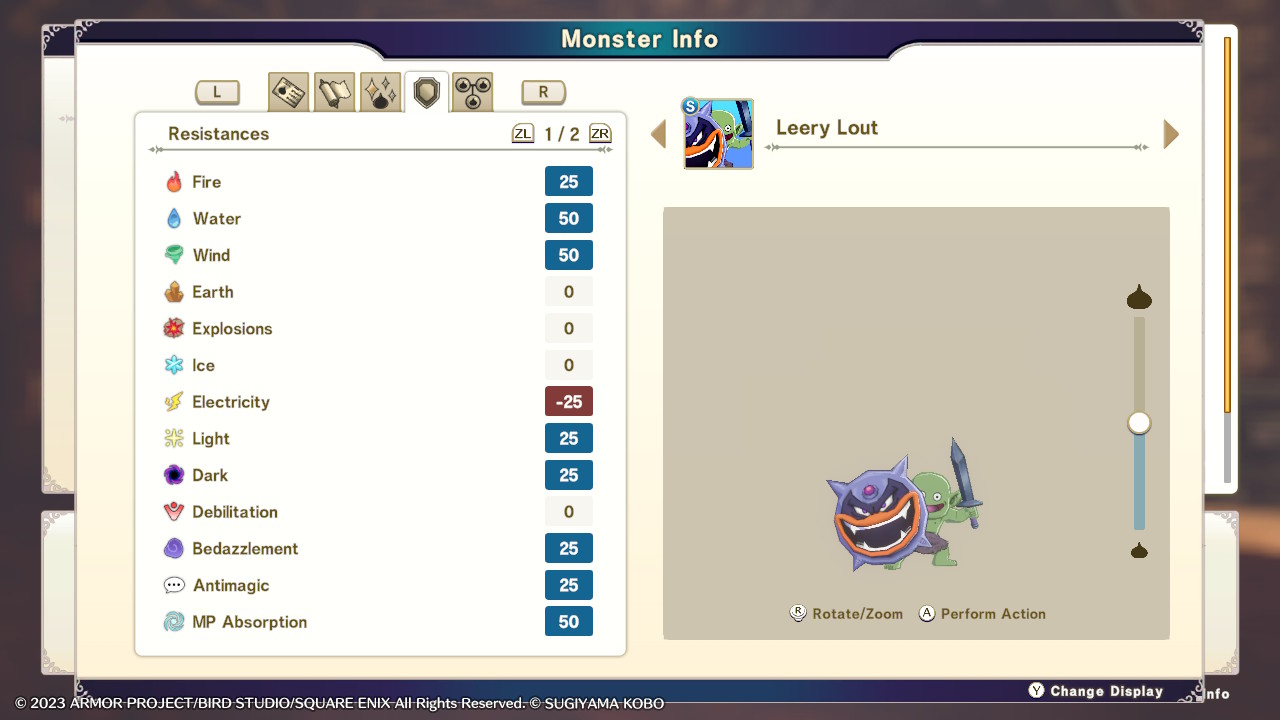 Monster Info
L
R
Resistances
ZL 1 / 2 ZR
Fire 25
Water 50
Wind 50
Earth 0
Explosions 0
Ice 0
Electricity -25
Light 25
Dark 25
Debilitation 0
Bedazzlement 25
Antimagic 25
MP Absorption 50
S
Leery Lout
R Rotate/Zoom A Perform Action
Y Change Display
nfo
© 2023 ARMOR PROJECT/BIRD STUDIO/SQUARE ENIX All Rights Reserved. © SUGIYAMA KOBO